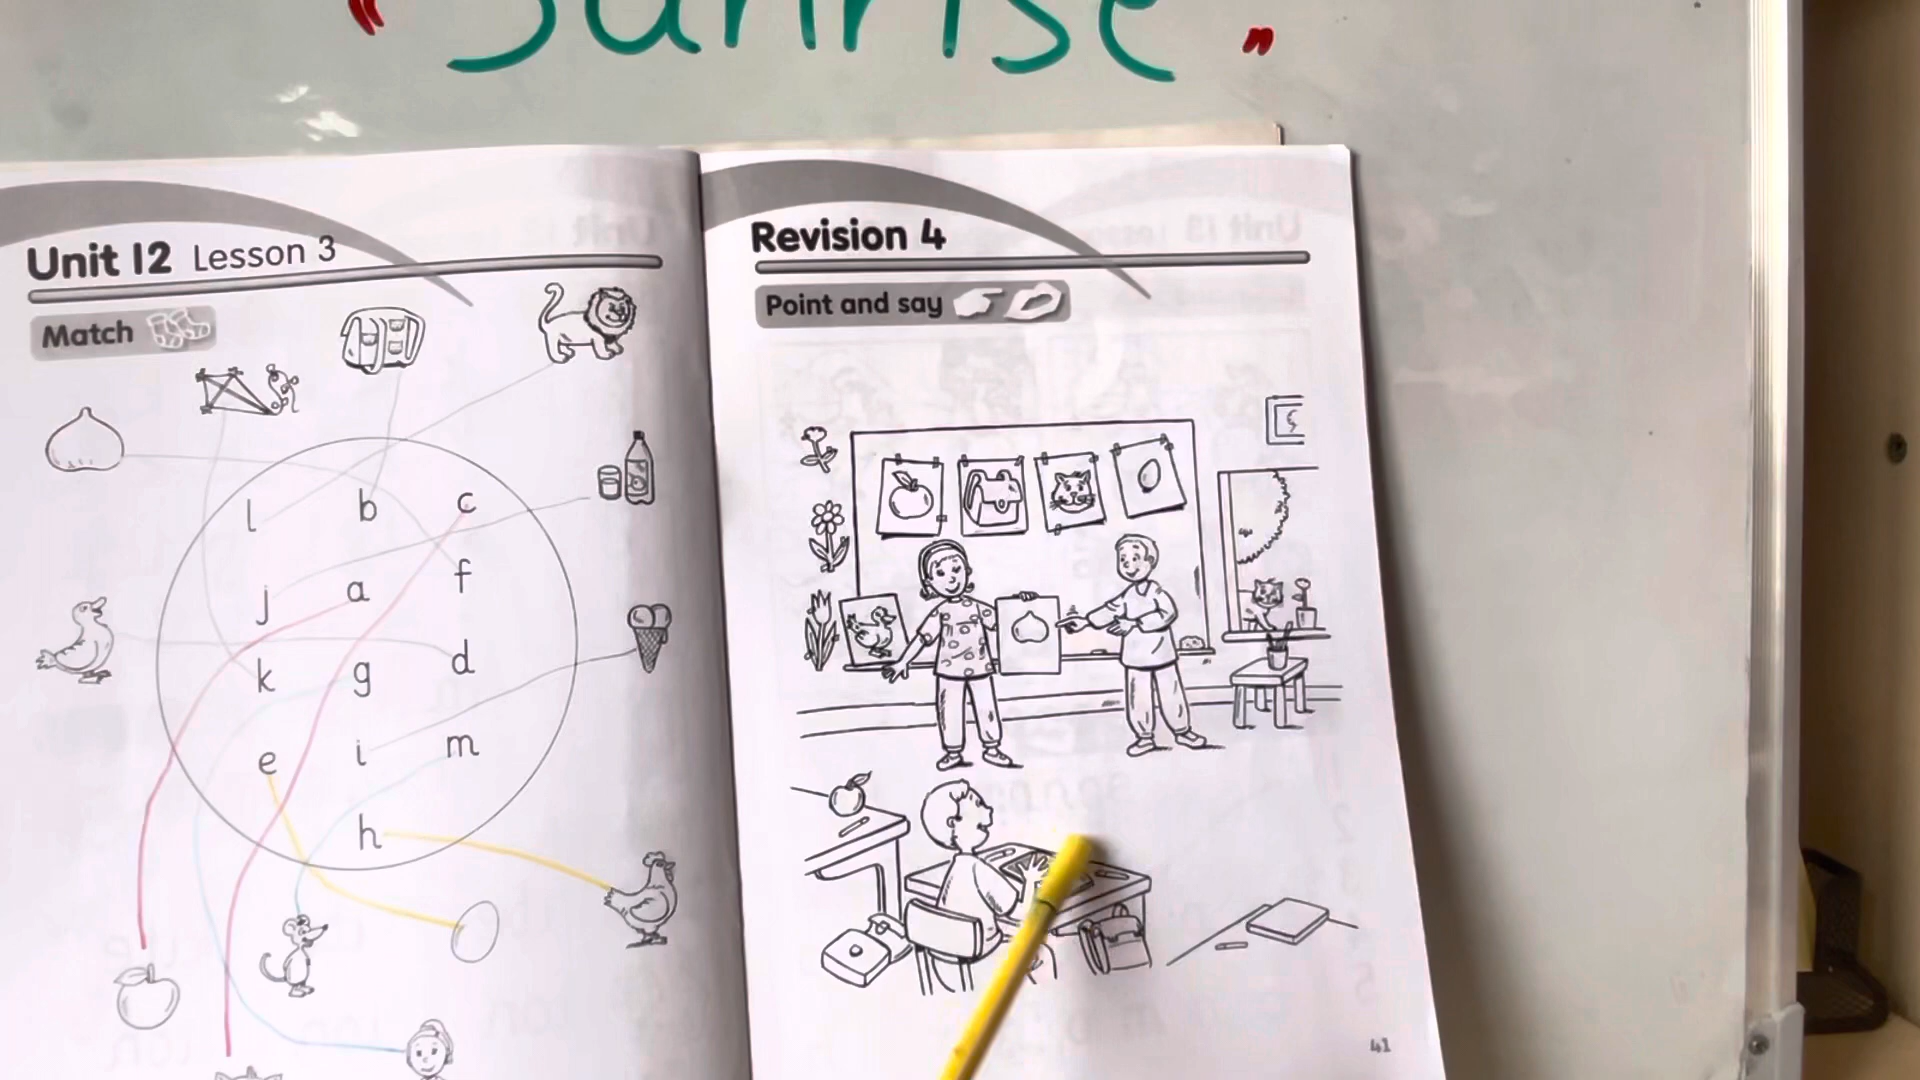 "Sunrise"
Unit 12 Lesson 3
Match
l b c
j a f
k g d
e i m
h
Revision 4
Point and say
41